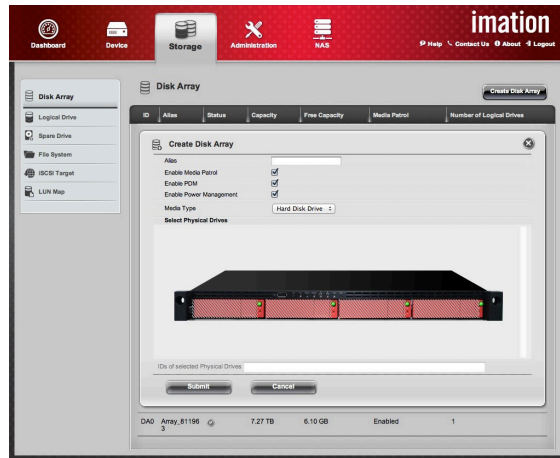 imation
Dashboard Device Storage Administration NAS
Help Contact Us About Logout
Disk Array
Logical Drive
Spare Drive
File System
iSCSI Target
LUN Map
Disk Array
Create Disk Array
ID Alias Status Capacity Free Capacity Media Patrol Number of Logical Drives
Create Disk Array
Alias
Enable Media Patrol
Enable PDM
Enable Power Management
Media Type Hard Disk Drive
Select Physical Drives
IDs of selected Physical Drives
Submit Cancel
DA0 Array_81196 7.27 TB 6.10 GB Enabled 1
3